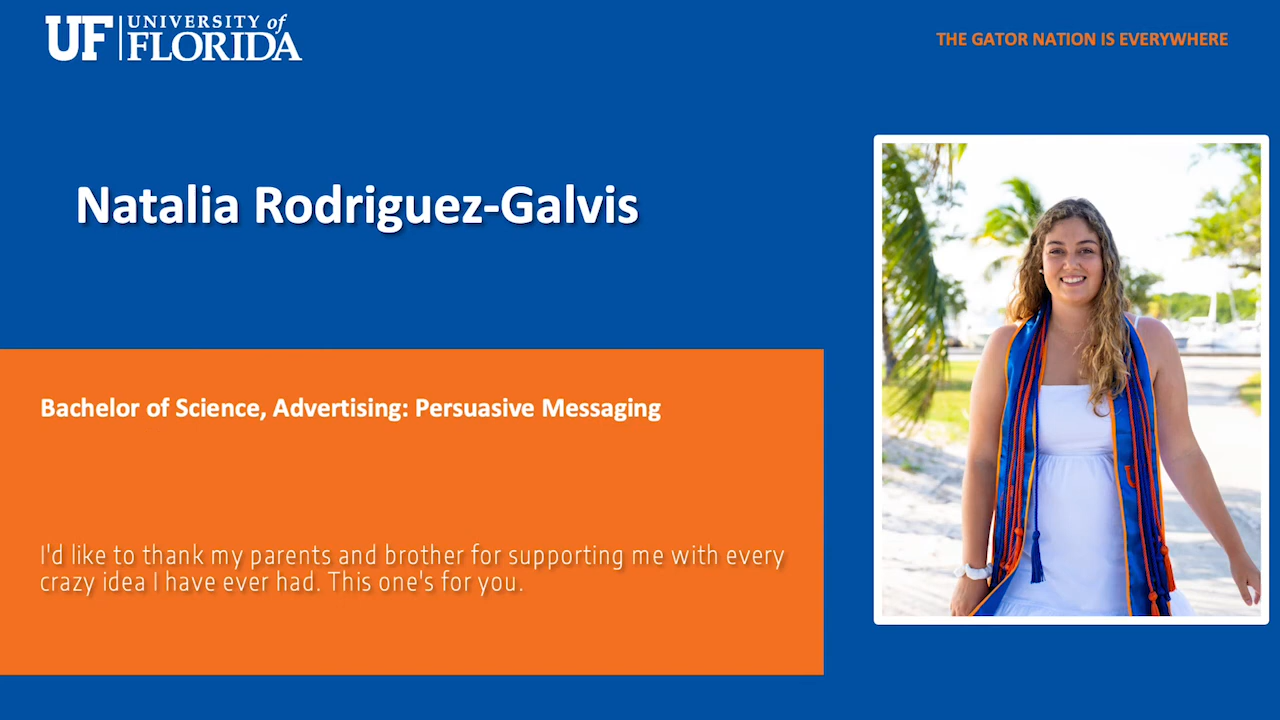 UF | UNIVERSITY of
FLORIDA
THE GATOR NATION IS EVERYWHERE
Natalia Rodriguez-Galvis
Bachelor of Science, Advertising: Persuasive Messaging
I'd like to thank my parents and brother for supporting me with every
crazy idea I have ever had. This one's for you.